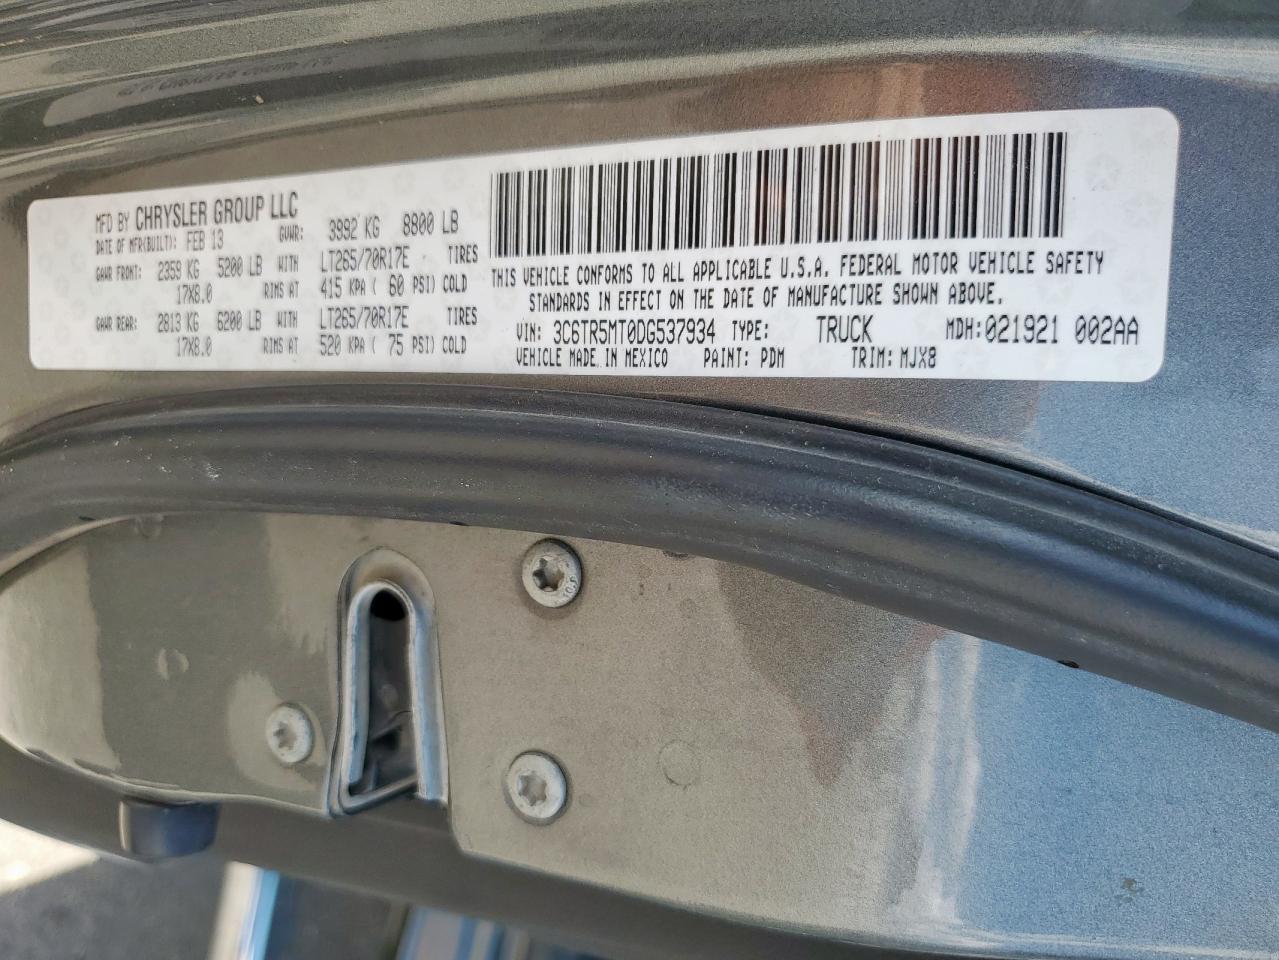 MFD BY CHRYSLER GROUP LLC
DATE OF MFR(BUILT): FEB 13 GVWR: 3992 KG 8800 LB
GAWR FRONT: 2359 KG 5200 LB WITH LT265/70R17E TIRES
17X8.0 RIMS AT 415 KPA ( 60 PSI) COLD
GAWR REAR: 2813 KG 6200 LB WITH LT265/70R17E TIRES
17X8.0 RIMS AT 520 KPA ( 75 PSI) COLD
THIS VEHICLE CONFORMS TO ALL APPLICABLE U.S.A. FEDERAL MOTOR VEHICLE SAFETY
STANDARDS IN EFFECT ON THE DATE OF MANUFACTURE SHOWN ABOVE.
VIN: 3C6TR5MT0DG537934 TYPE: TRUCK MDH:021921 002AA
VEHICLE MADE IN MEXICO PAINT: PDM TRIM: MJX8